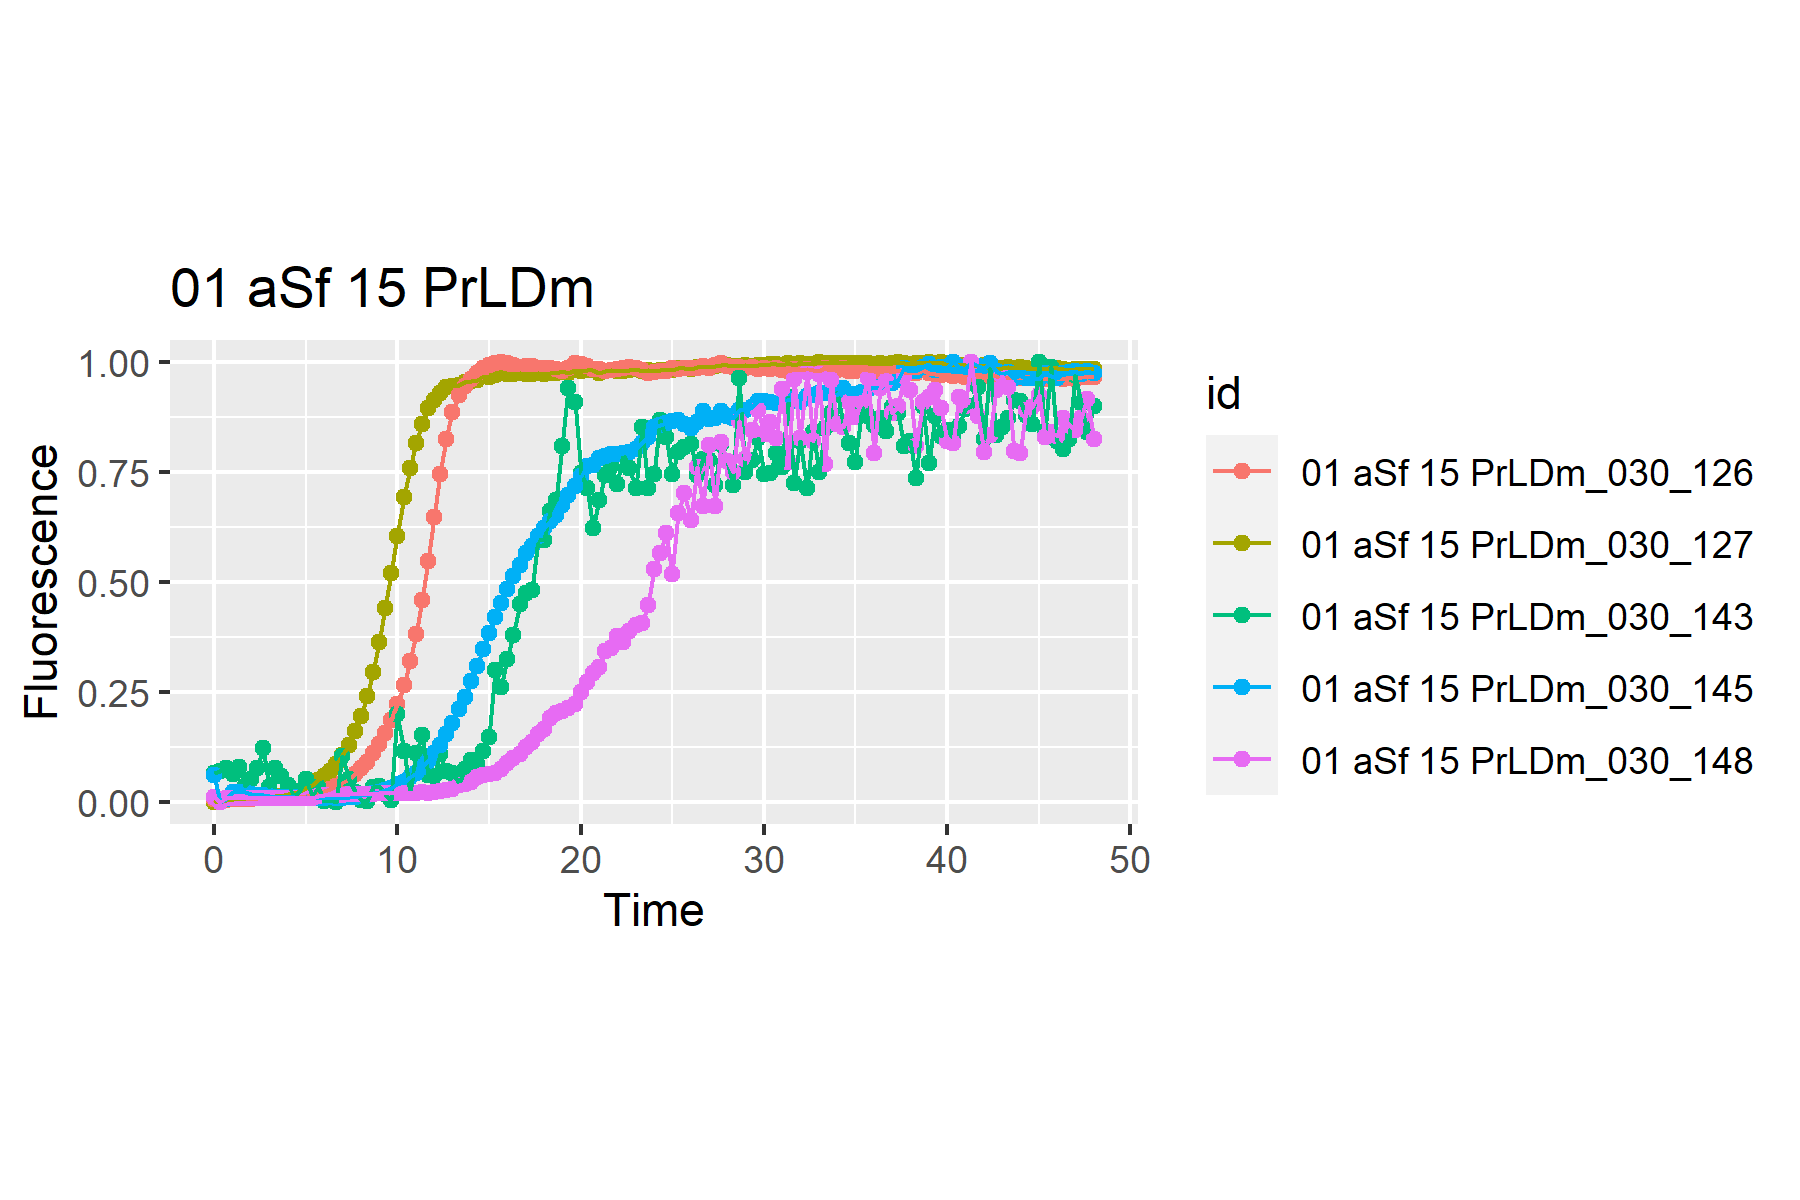 01 aSf 15 PrLDm
1.00
0.75
0.50
0.25
0.00
Fluorescence
0 10 20 30 40 50
Time
id
01 aSf 15 PrLDm_030_126
01 aSf 15 PrLDm_030_127
01 aSf 15 PrLDm_030_143
01 aSf 15 PrLDm_030_145
01 aSf 15 PrLDm_030_148